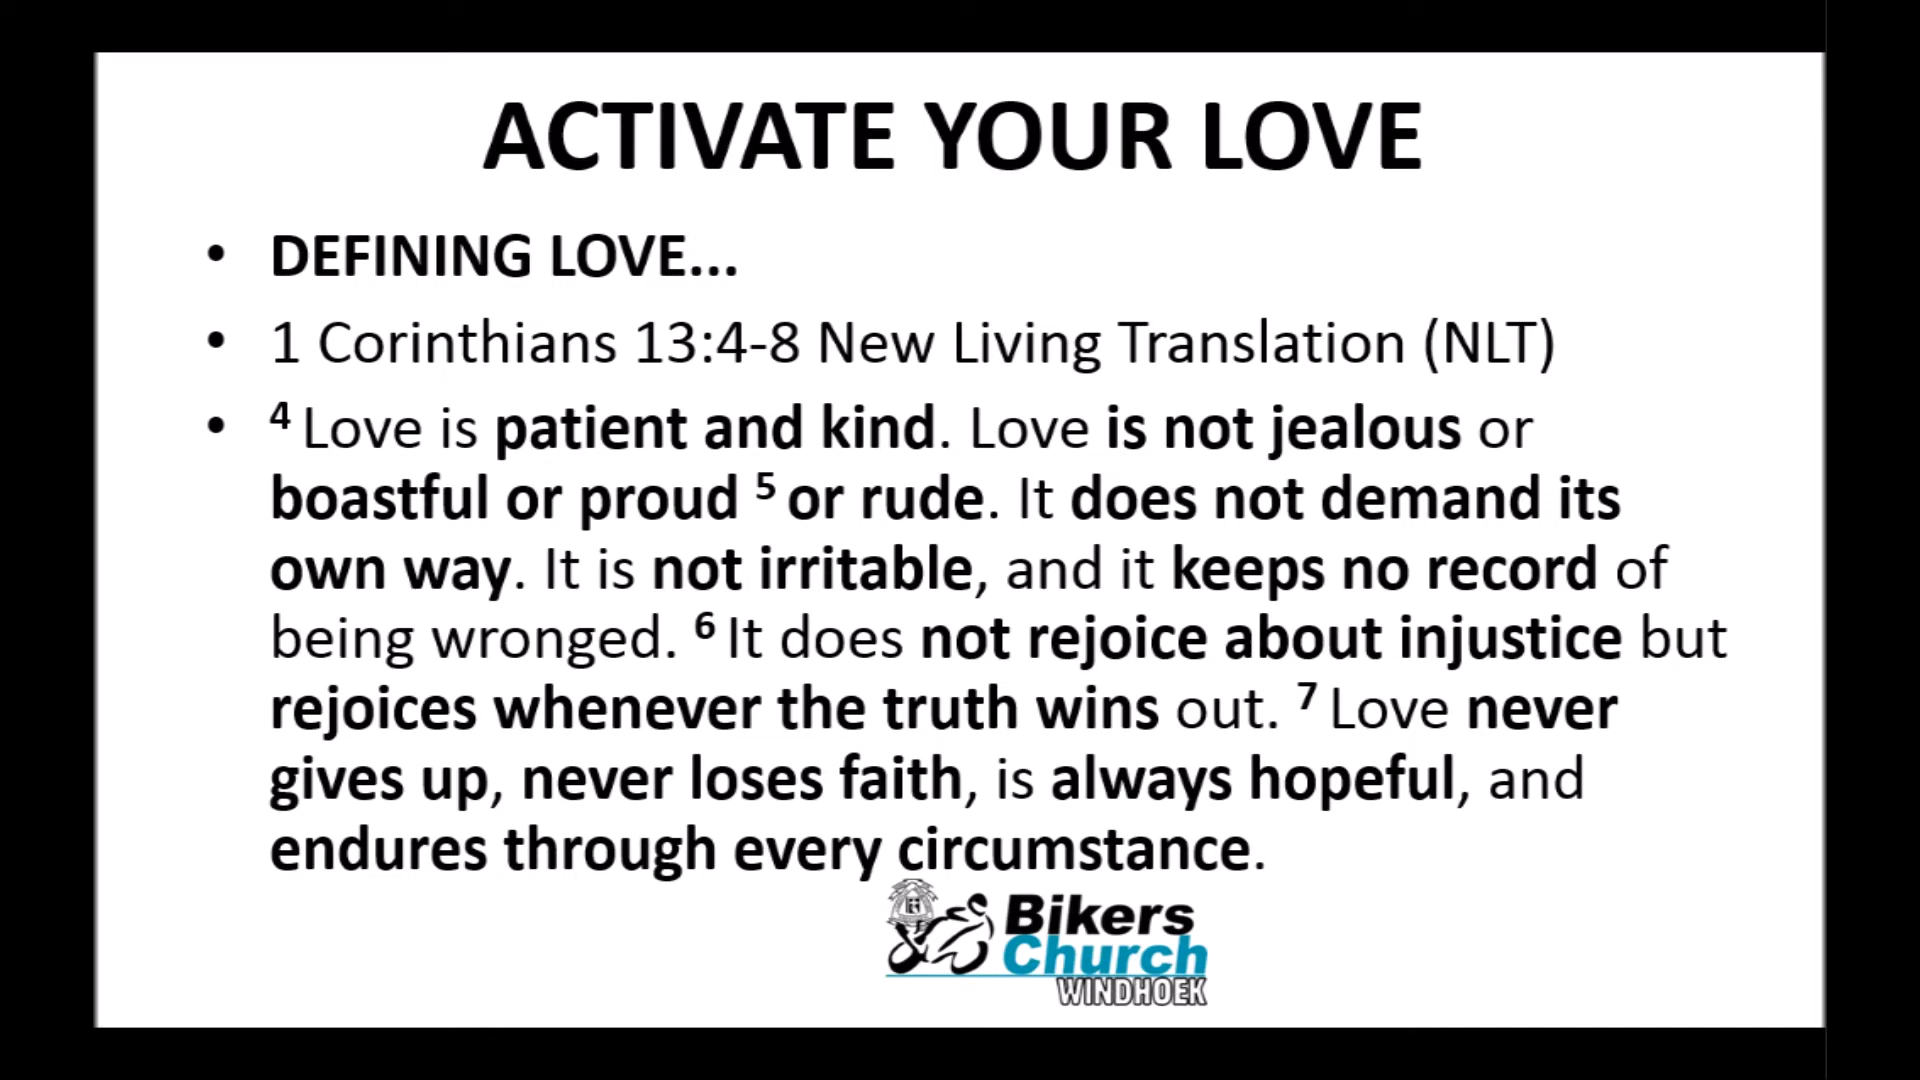 ACTIVATE YOUR LOVE
• DEFINING LOVE...
• 1 Corinthians 13:4-8 New Living Translation (NLT)
• ⁴ Love is patient and kind. Love is not jealous or
boastful or proud ⁵ or rude. It does not demand its
own way. It is not irritable, and it keeps no record of
being wronged. ⁶ It does not rejoice about injustice but
rejoices whenever the truth wins out. ⁷ Love never
gives up, never loses faith, is always hopeful, and
endures through every circumstance.
Bikers
Church
WINDHOEK